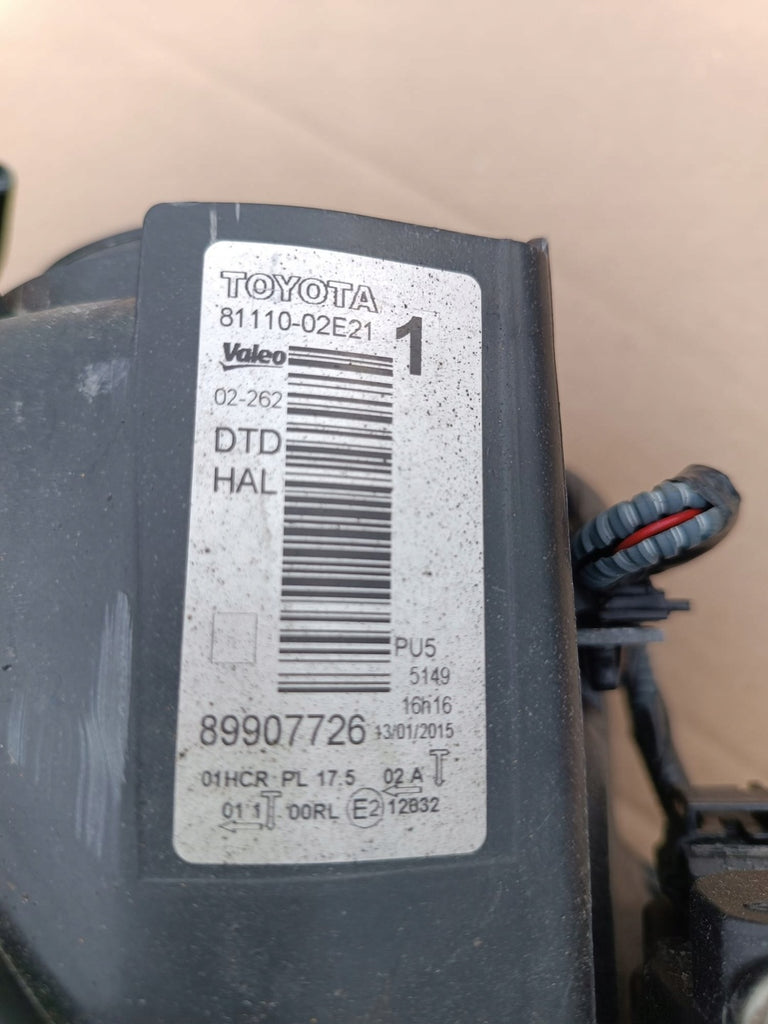 TOYOTA
81110-02E21
1
Valeo
02-262
DTD
HAL
PU5
5149
16h16
89907726 13/01/2015
01HCR PL 17.5 02 A
01 1 00RL E2 12832